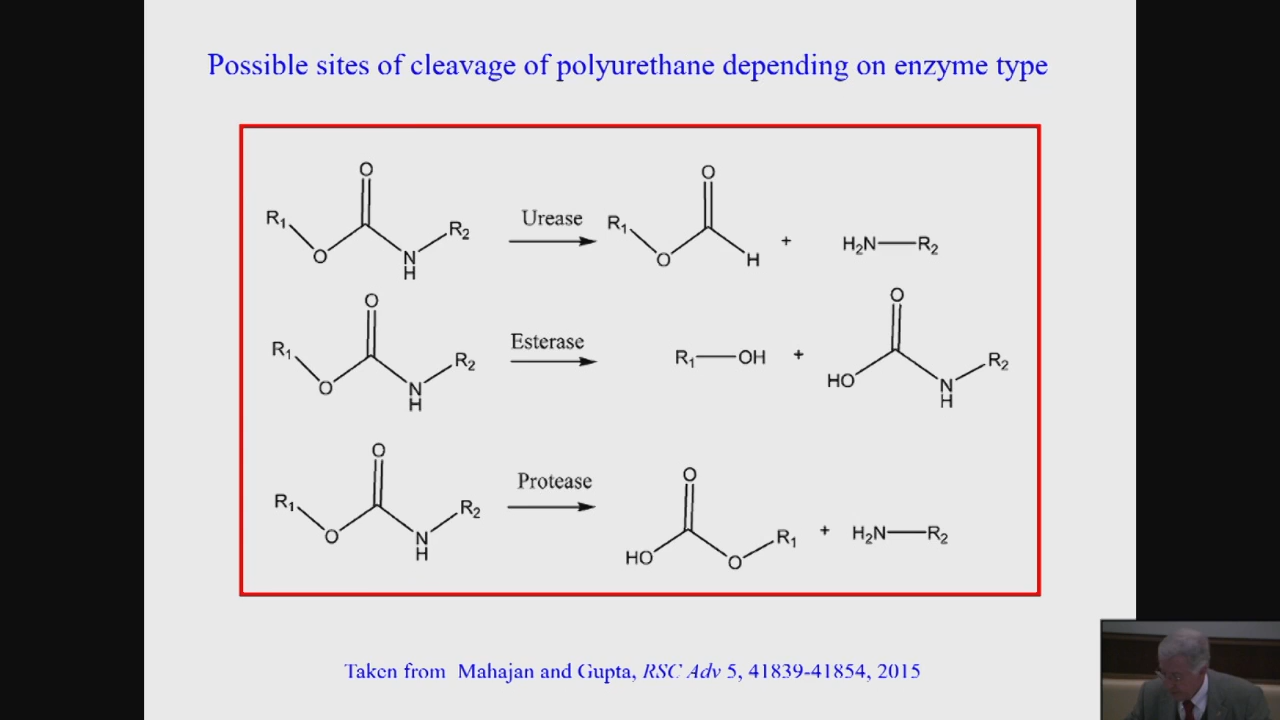 Possible sites of cleavage of polyurethane depending on enzyme type
O
R₁ O N H R₂ Urease R₁ O O H + H₂N R₂
O O
R₁ O N H R₂ Esterase R₁ OH + HO N H R₂
O O
R₁ O N H R₂ Protease HO O R₁ + H₂N R₂
Taken from Mahajan and Gupta, RSC Adv 5, 41839-41854, 2015